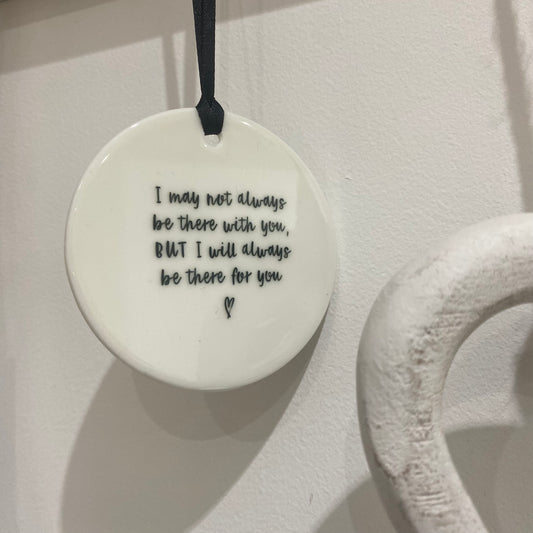 I may not always
be there with you,
BUT I will always
be there for you